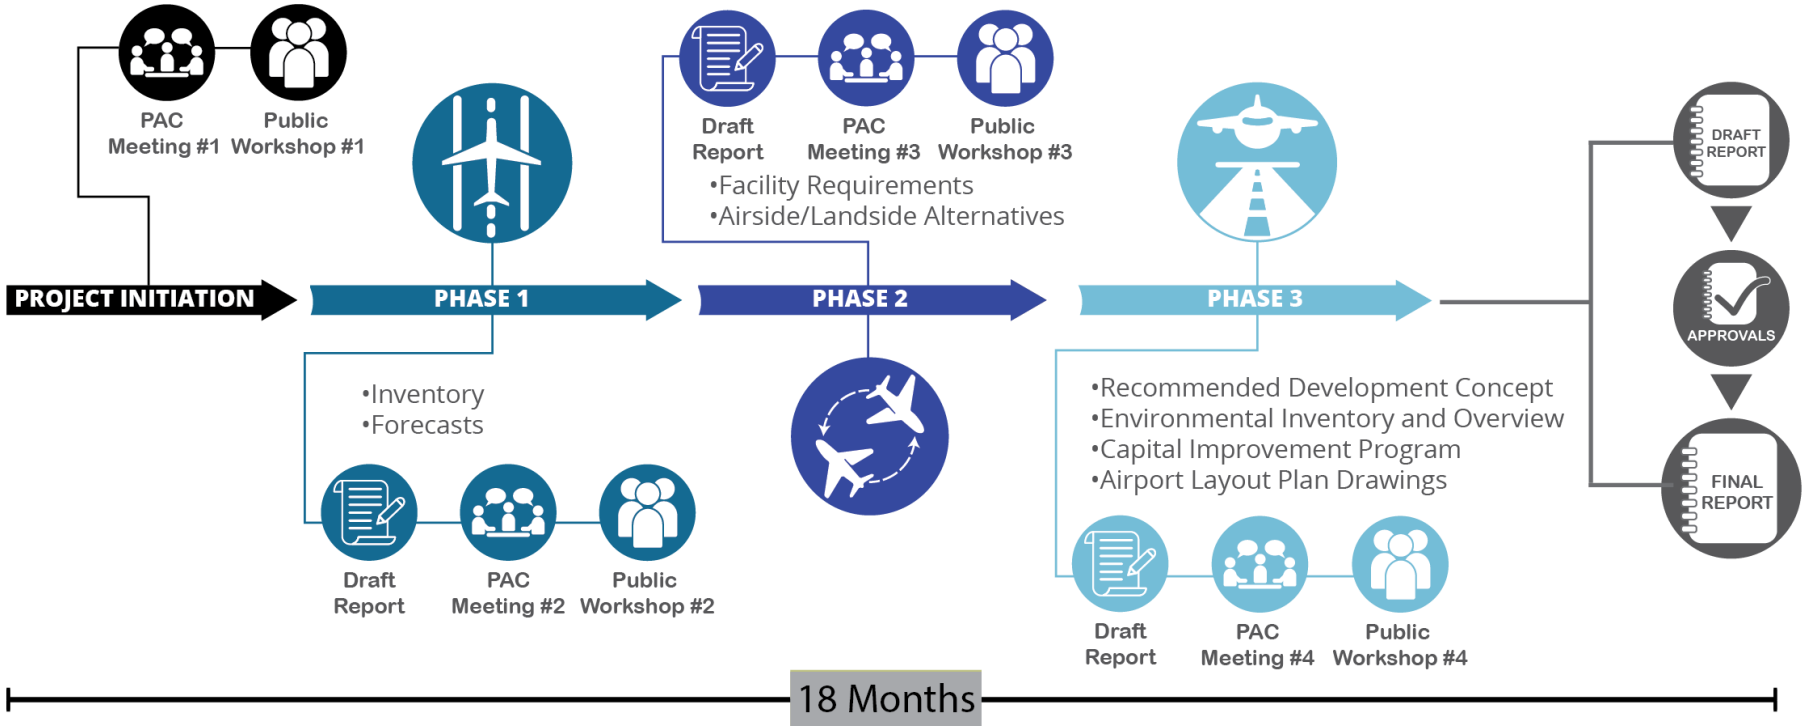 PAC
Meeting #1
Public
Workshop #1
PROJECT INITIATION
PHASE 1
•Inventory
•Forecasts
Draft
Report
PAC
Meeting #2
Public
Workshop #2
Draft
Report
PAC
Meeting #3
Public
Workshop #3
•Facility Requirements
•Airside/Landside Alternatives
PHASE 2
PHASE 3
•Recommended Development Concept
•Environmental Inventory and Overview
•Capital Improvement Program
•Airport Layout Plan Drawings
Draft
Report
PAC
Meeting #4
Public
Workshop #4
DRAFT
REPORT
APPROVALS
FINAL
REPORT
18 Months